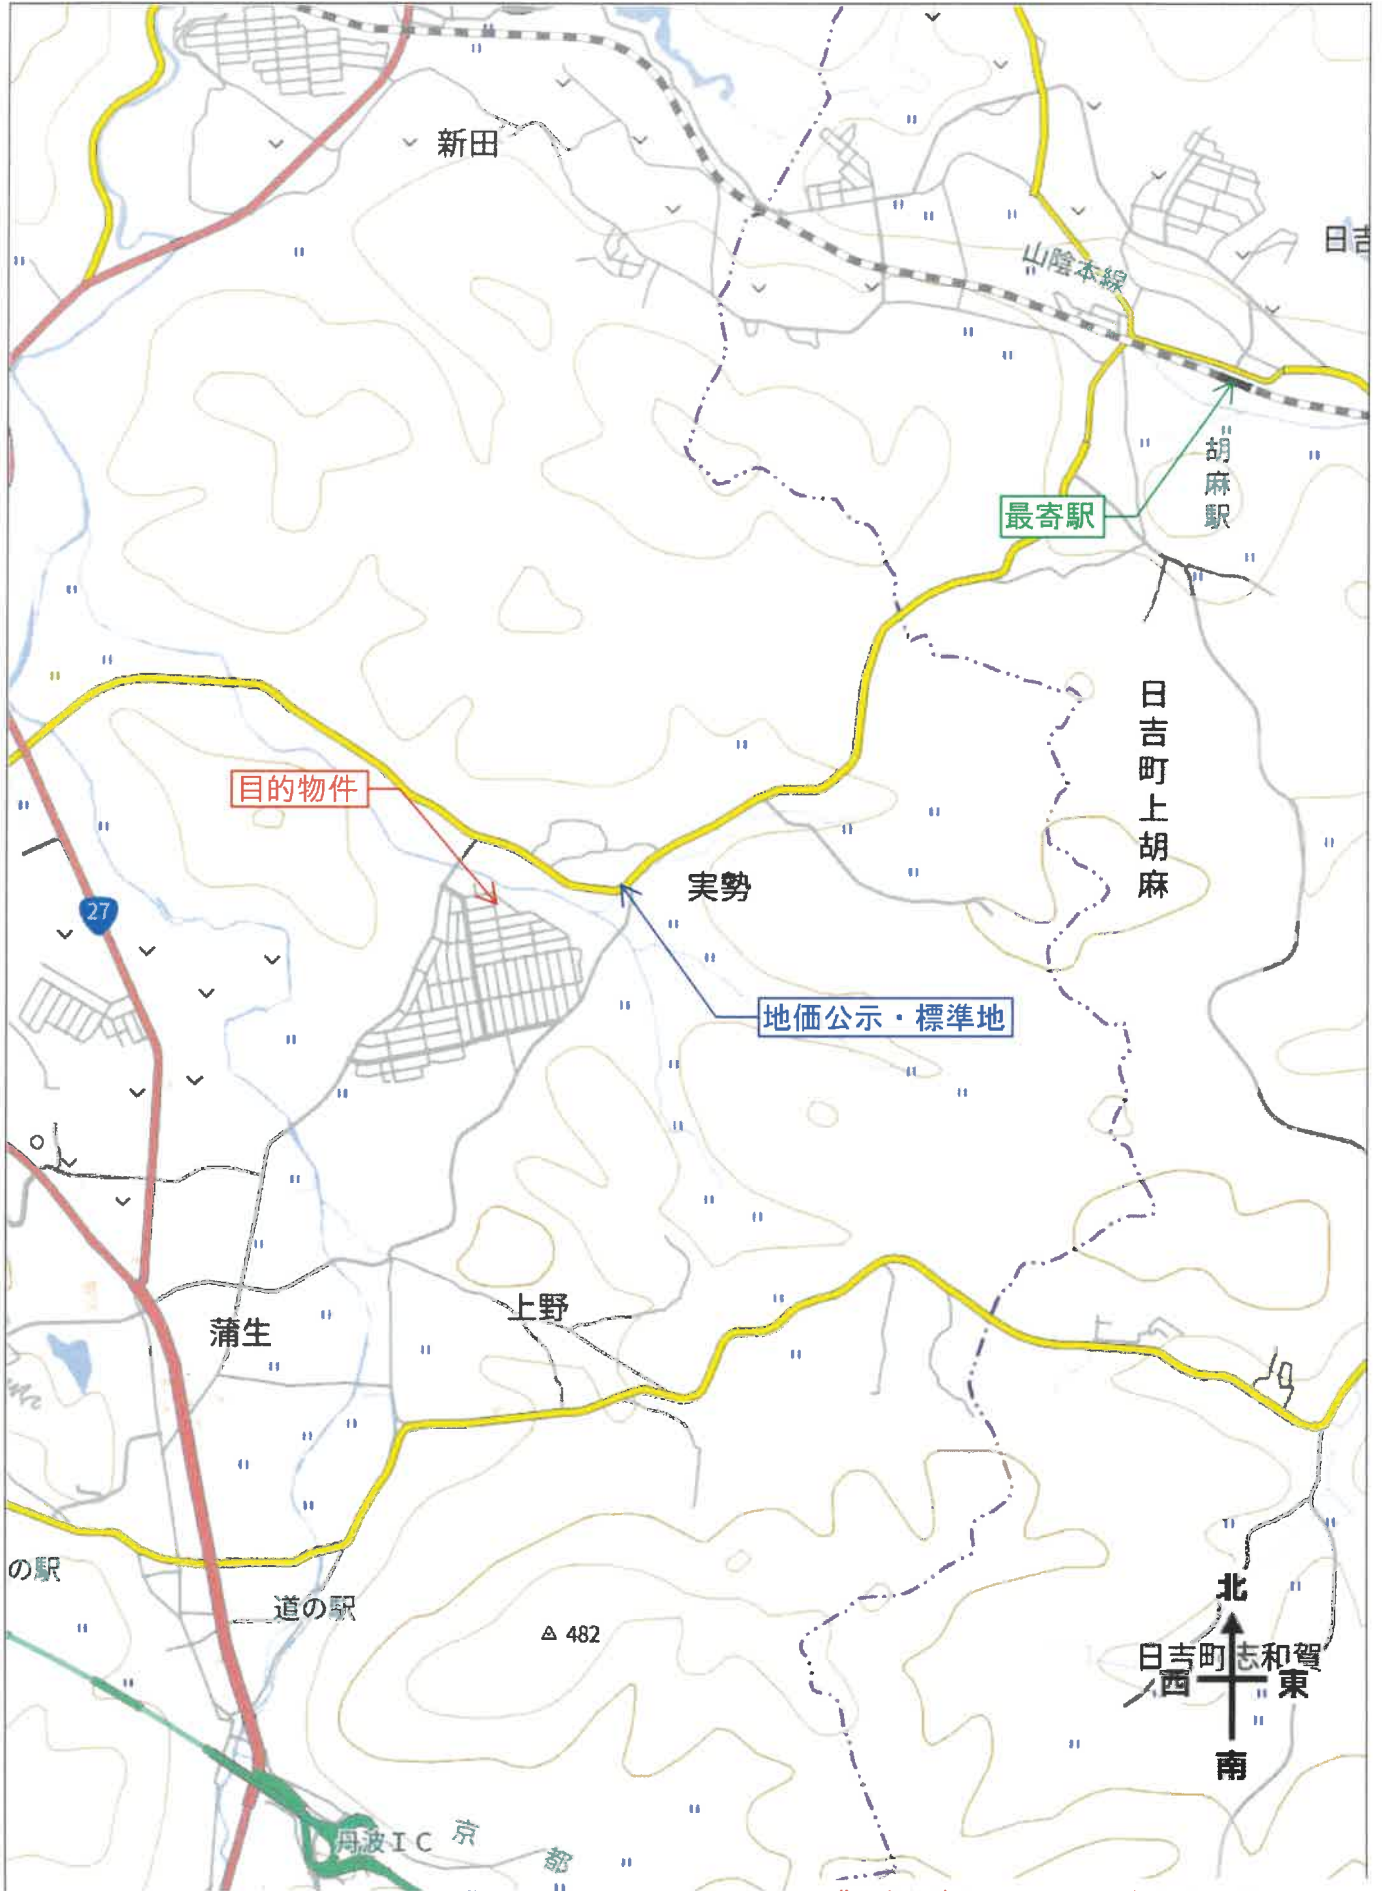 新田
山陰本線
日吉
胡麻駅
最寄駅
日吉町上胡麻
目的物件
実勢
27
地価公示・標準地
上野
蒲生
の駅
道の駅
482
北
日吉町志和賀
西
東
南
丹波IC
京都